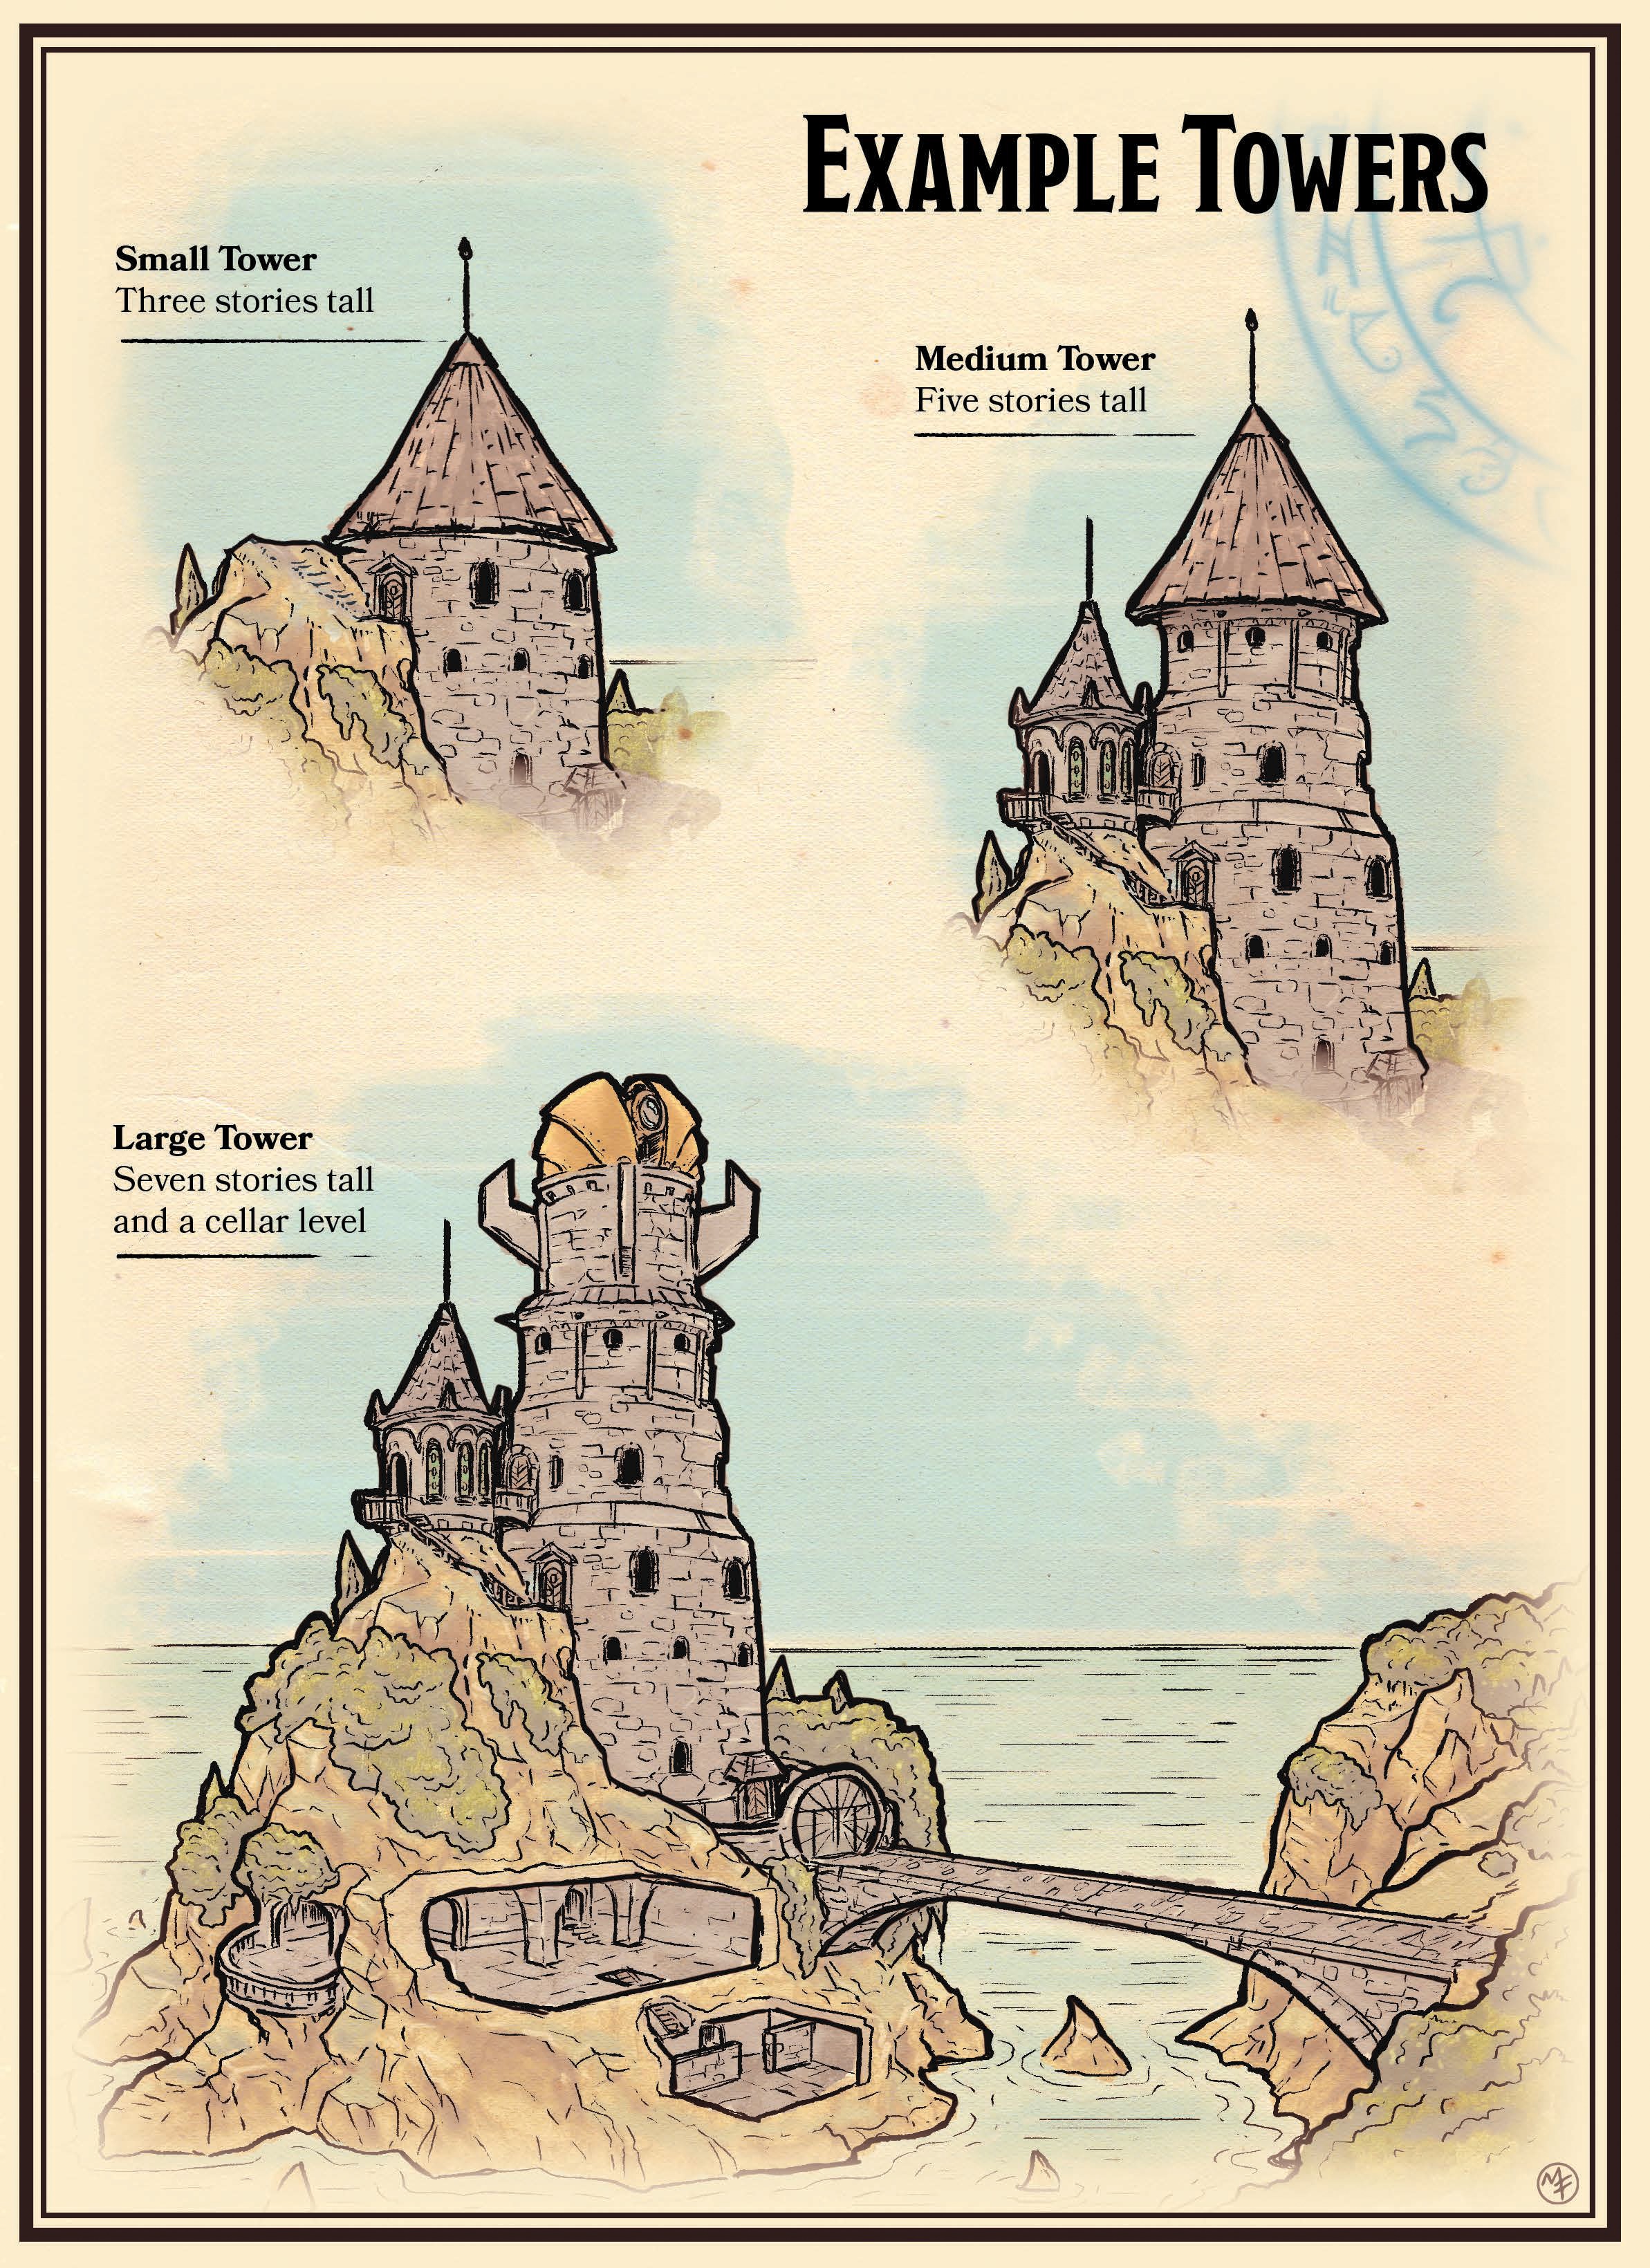 Example Towers
Small Tower
Three stories tall
Medium Tower
Five stories tall
Large Tower
Seven stories tall
and a cellar level